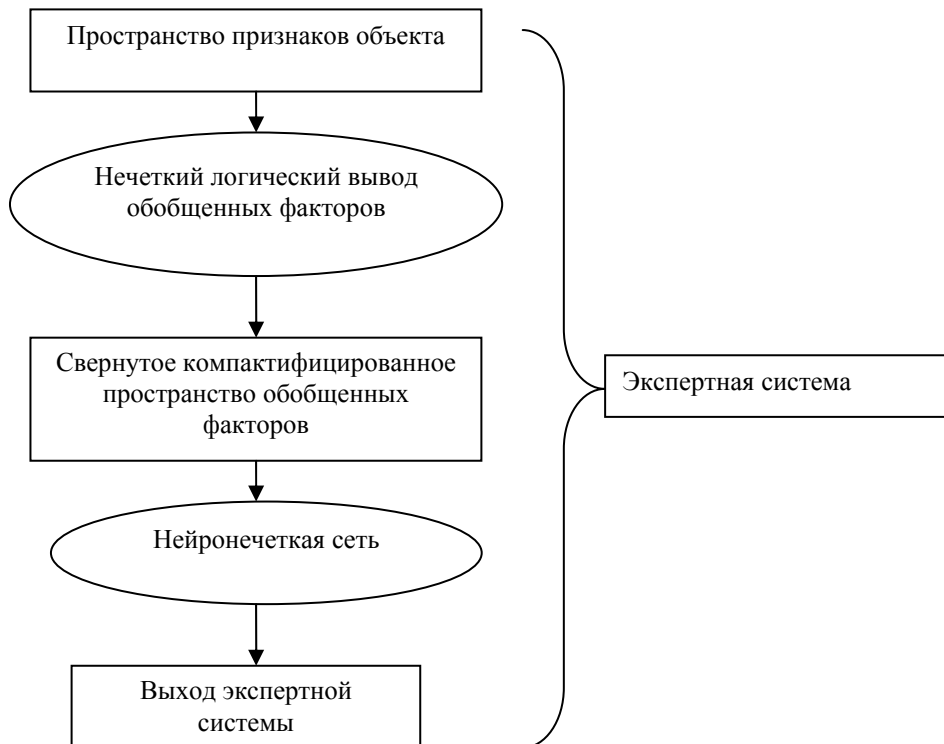 Пространство признаков объекта
Нечеткий логический вывод
обобщенных факторов
Свернутое компактифицированное
пространство обобщенных
факторов
Экспертная система
Нейронечеткая сеть
Выход экспертной
системы